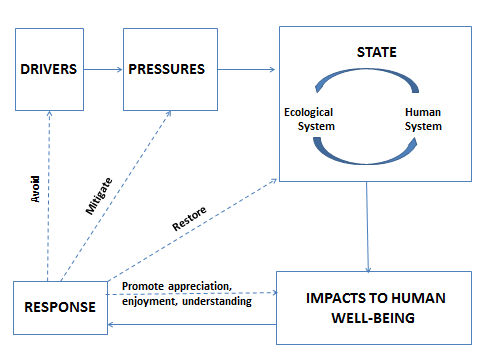 DRIVERS
PRESSURES
STATE
Ecological
System
Human
System
Avoid
Mitigate
Restore
Promote appreciation,
enjoyment, understanding
RESPONSE
IMPACTS TO HUMAN
WELL-BEING